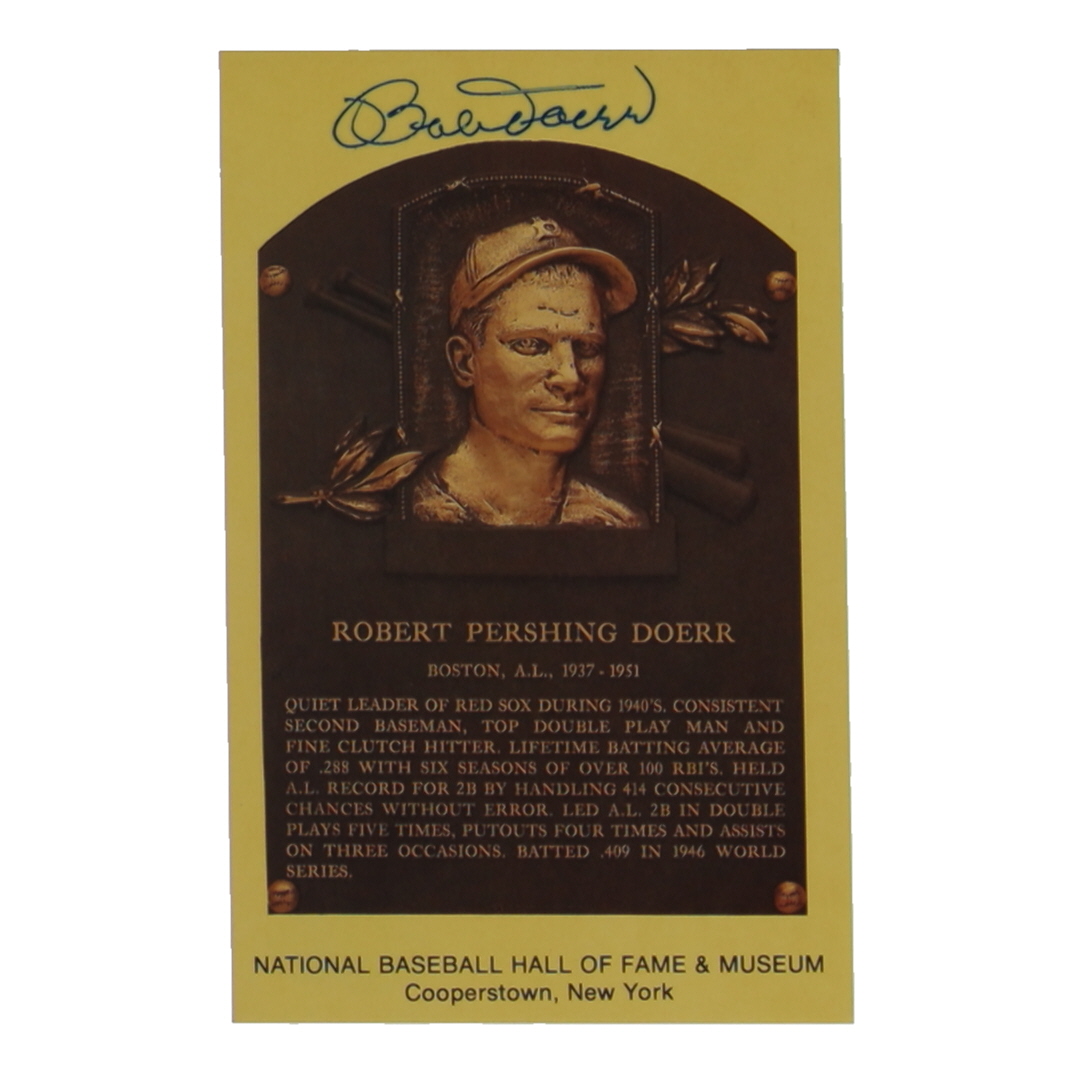 Bob Doerr
B
ROBERT PERSHING DOERR
BOSTON, A.L., 1937-1951
QUIET LEADER OF RED SOX DURING 1940'S. CONSISTENT
SECOND BASEMAN, TOP DOUBLE PLAY MAN AND
FINE CLUTCH HITTER. LIFETIME BATTING AVERAGE
OF .288 WITH SIX SEASONS OF OVER 100 RBI'S. HELD
A.L. RECORD FOR 2B BY HANDLING 414 CONSECUTIVE
CHANCES WITHOUT ERROR. LED A.L. 2B IN DOUBLE
PLAYS FIVE TIMES, PUTOUTS FOUR TIMES AND ASSISTS
ON THREE OCCASIONS. BATTED .409 IN 1946 WORLD
SERIES.
NATIONAL BASEBALL HALL OF FAME & MUSEUM
Cooperstown, New York